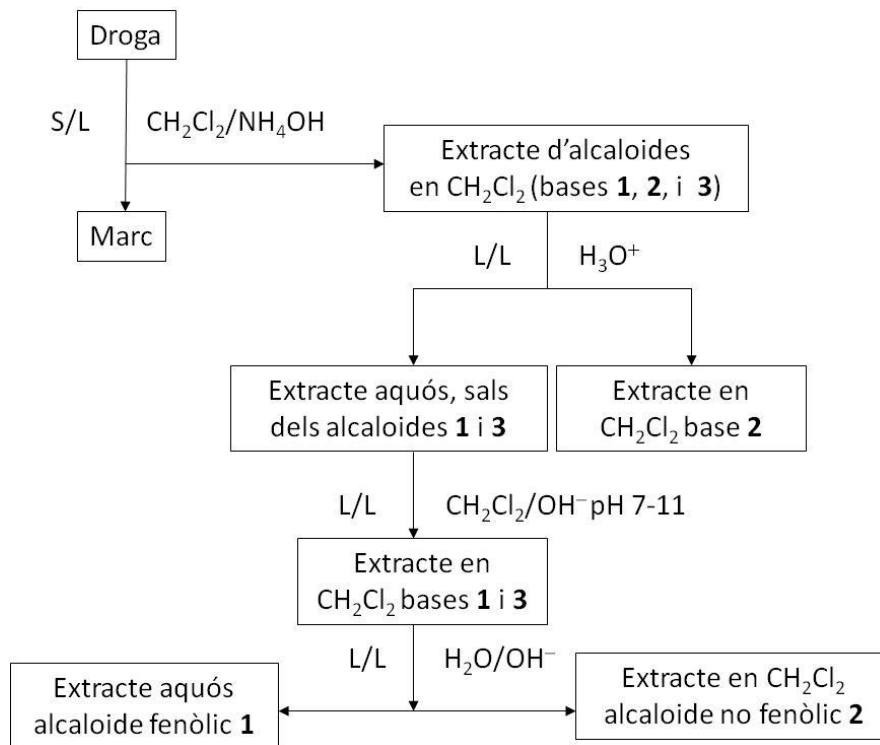 Droga
S/L
CH₂Cl₂/NH₄OH
Extracte d'alcaloides
en CH₂Cl₂ (bases 1, 2, i 3)
Marc
L/L
H₃O⁺
Extracte aquós, sals
dels alcaloides 1 i 3
Extracte en
CH₂Cl₂ base 2
L/L
CH₂Cl₂/OH⁻ pH 7-11
Extracte en
CH₂Cl₂ bases 1 i 3
L/L
H₂O/OH⁻
Extracte aquós
alcaloide fenòlic 1
Extracte en CH₂Cl₂
alcaloide no fenòlic 2